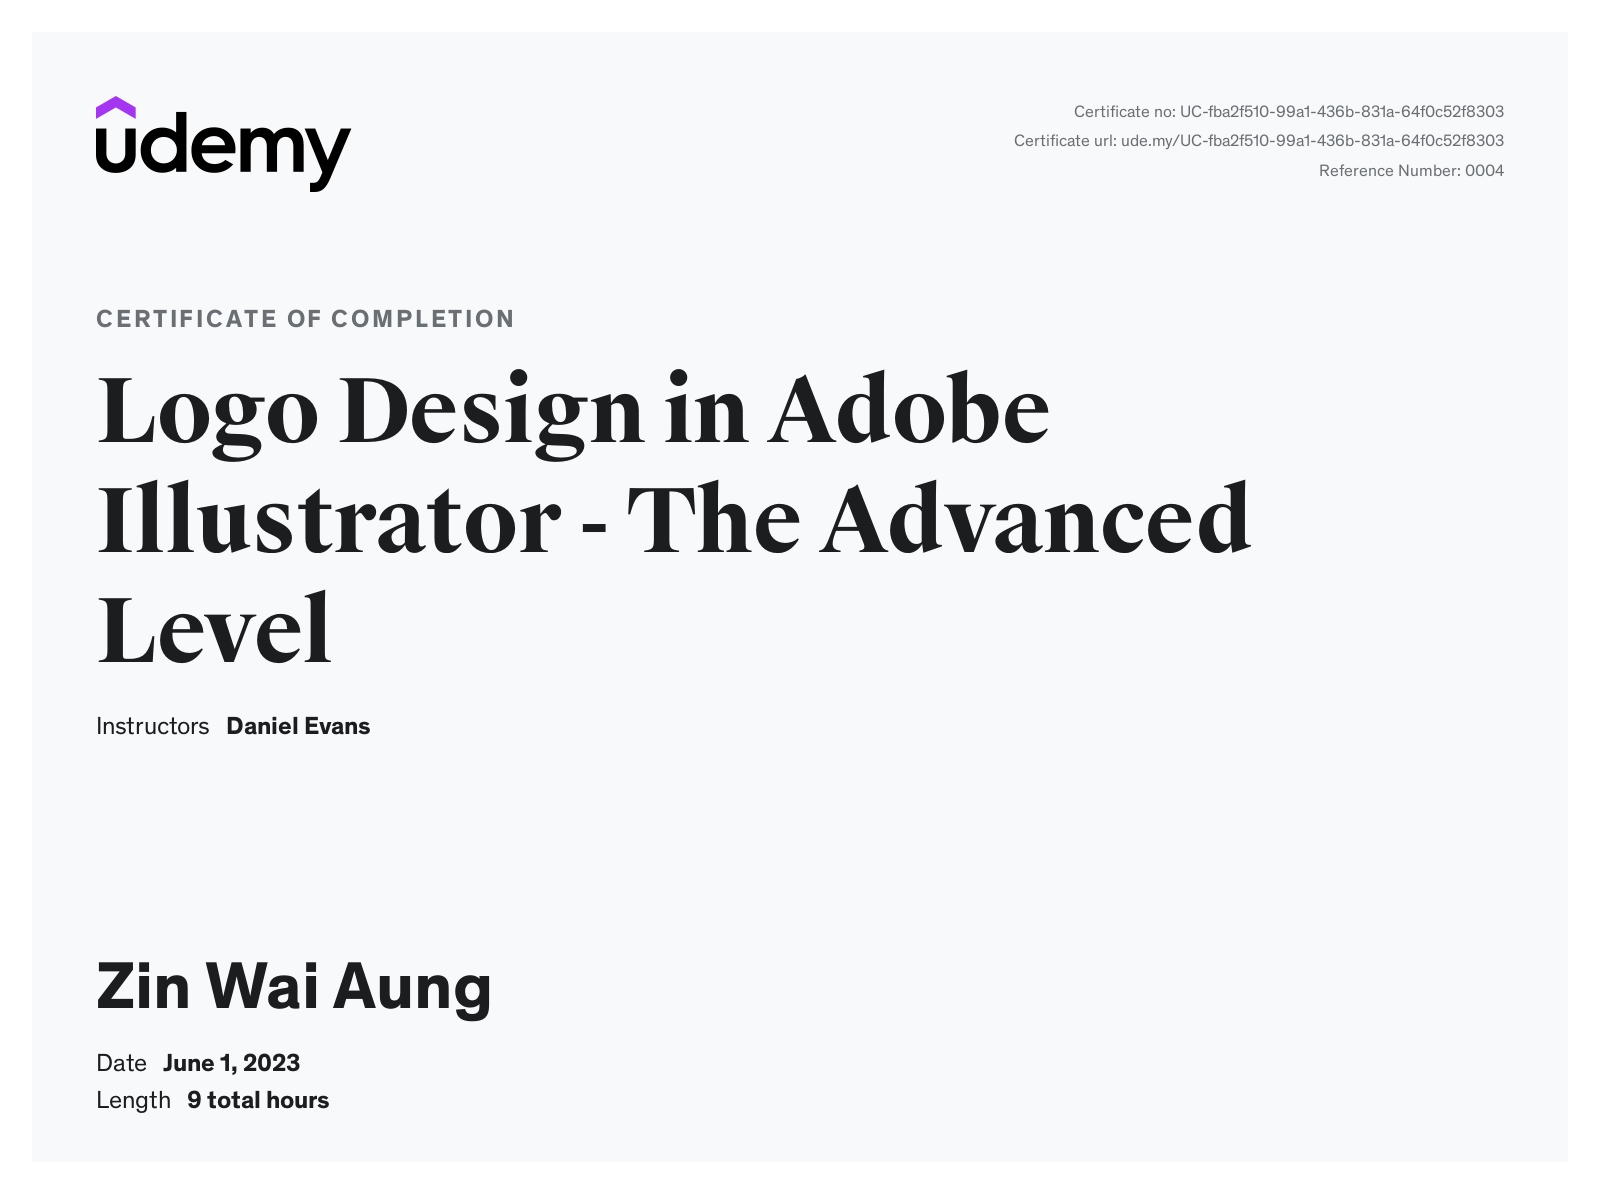 udemy
Certificate no: UC-fba2f510-99a1-436b-831a-64f0c52f8303
Certificate url: ude.my/UC-fba2f510-99a1-436b-831a-64f0c52f8303
Reference Number: 0004
CERTIFICATE OF COMPLETION
Logo Design in Adobe
Illustrator - The Advanced
Level
Instructors Daniel Evans
Zin Wai Aung
Date June 1, 2023
Length 9 total hours